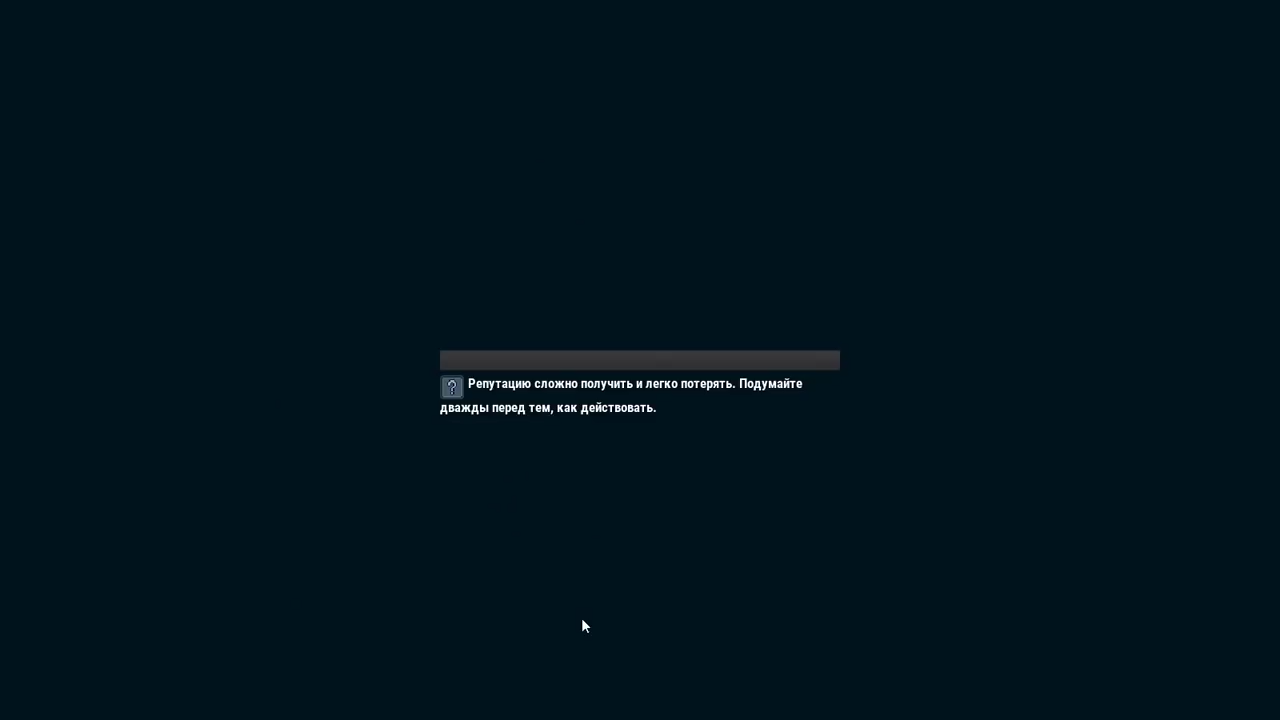 ? Репутацию сложно получить и легко потерять. Подумайте
дважды перед тем, как действовать.